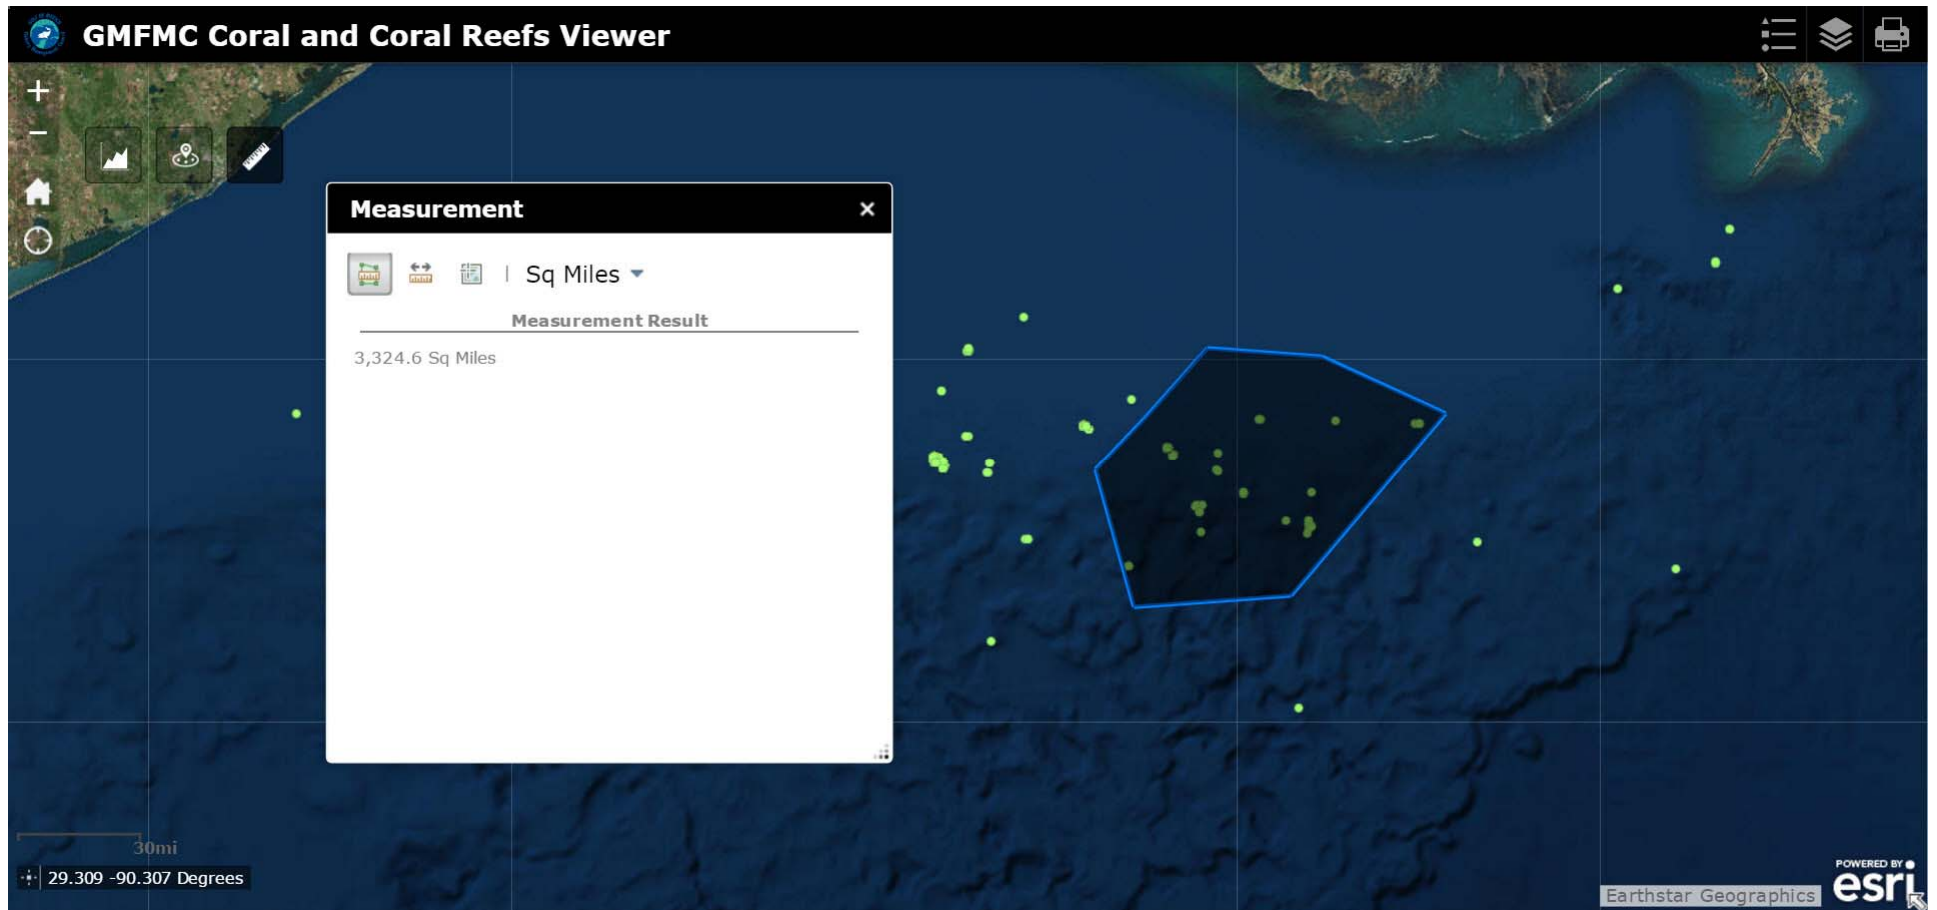 GMFMC Coral and Coral Reefs Viewer
Measurement
Sq Miles
Measurement Result
3,324.6 Sq Miles
30mi
29.309 -90.307 Degrees
POWERED BY
esri
Earthstar Geographics